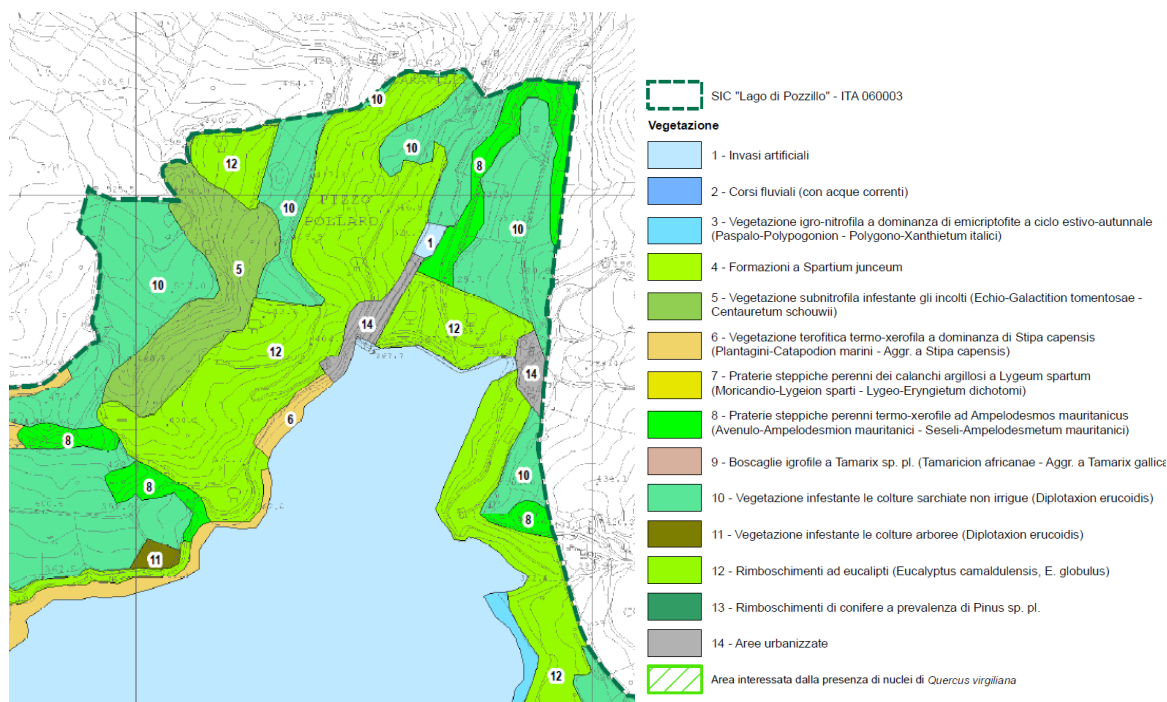 10
12
10
8
PIZZO
10
POLLARD
10
1
5
10
14
12
12
14
6
8
10
8
8
11
12
SIC "Lago di Pozzillo" - ITA 060003
Vegetazione
1 - Invasi artificiali
2 - Corsi fluviali (con acque correnti)
3 - Vegetazione igro-nitrofila a dominanza di emicriptofite a ciclo estivo-autunnale
(Paspalo-Polypogonion - Polygono-Xanthietum italici)
4 - Formazioni a Spartium junceum
5 - Vegetazione subnitrofila infestante gli incolti (Echio-Galactition tomentosae -
Centauretum schouwii)
6 - Vegetazione terofitica termo-xerofila a dominanza di Stipa capensis
(Plantagini-Catapodion marini - Aggr. a Stipa capensis)
7 - Praterie steppiche perenni dei calanchi argillosi a Lygeum spartum
(Moricandio-Lygeion sparti - Lygeo-Eryngietum dichotomi)
8 - Praterie steppiche perenni termo-xerofile ad Ampelodesmos mauritanicus
(Avenulo-Ampelodesmion mauritanici - Seseli-Ampelodesmetum mauritanici)
9 - Boscaglie igrofile a Tamarix sp. pl. (Tamaricion africanae - Aggr. a Tamarix gallica
10 - Vegetazione infestante le colture sarchiate non irrigue (Diplotaxion erucoidis)
11 - Vegetazione infestante le colture arboree (Diplotaxion erucoidis)
12 - Rimboschimenti ad eucalipti (Eucalyptus camaldulensis, E. globulus)
13 - Rimboschimenti di conifere a prevalenza di Pinus sp. pl.
14 - Aree urbanizzate
Area interessata dalla presenza di nuclei di Quercus virgiliana